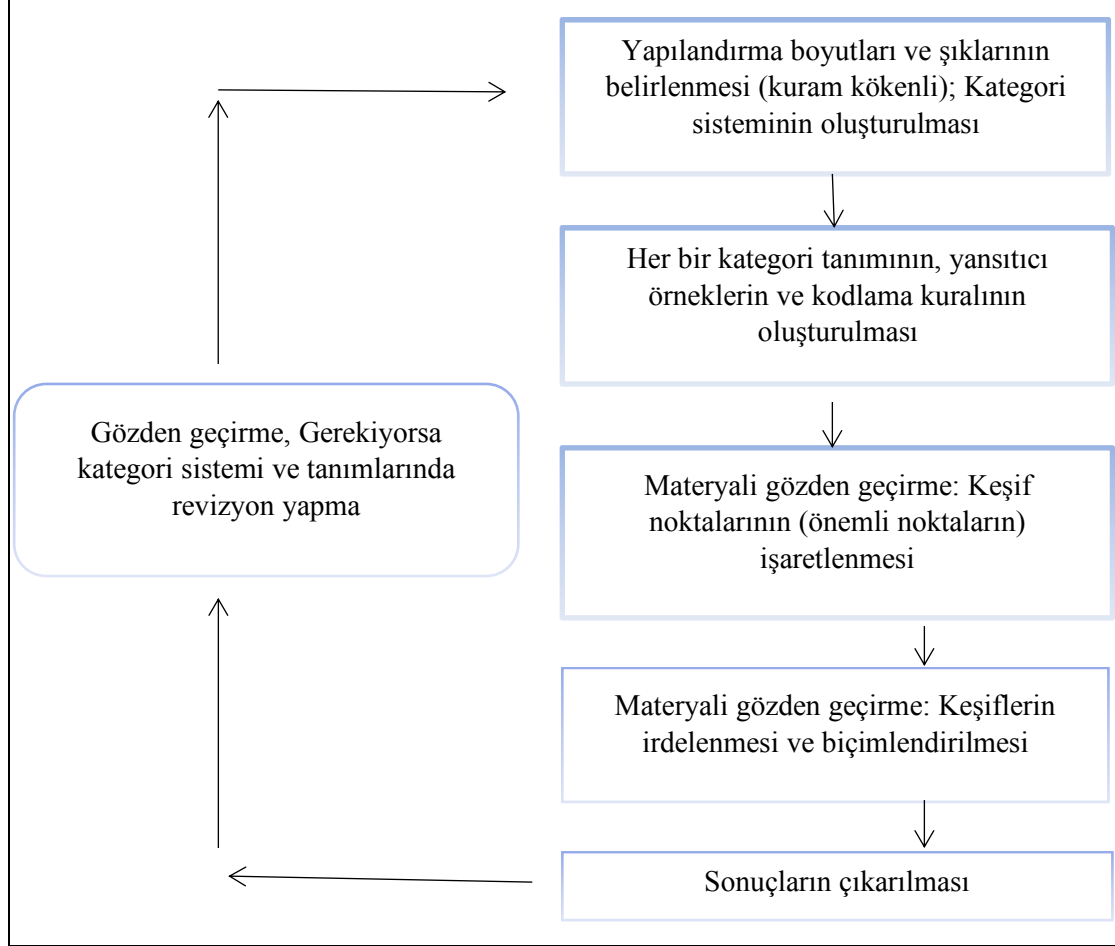 Yapılandırma boyutları ve şıklarının
belirlenmesi (kuram kökenli); Kategori
sisteminin oluşturulması
Her bir kategori tanımının, yansıtıcı
örneklerin ve kodlama kuralının
oluşturulması
Gözden geçirme, Gerekiyorsa
kategori sistemi ve tanımlarında
revizyon yapma
Materyali gözden geçirme: Keşif
noktalarının (önemli noktaların)
işaretlenmesi
Materyali gözden geçirme: Keşiflerin
irdelenmesi ve biçimlendirilmesi
Sonuçların çıkarılması